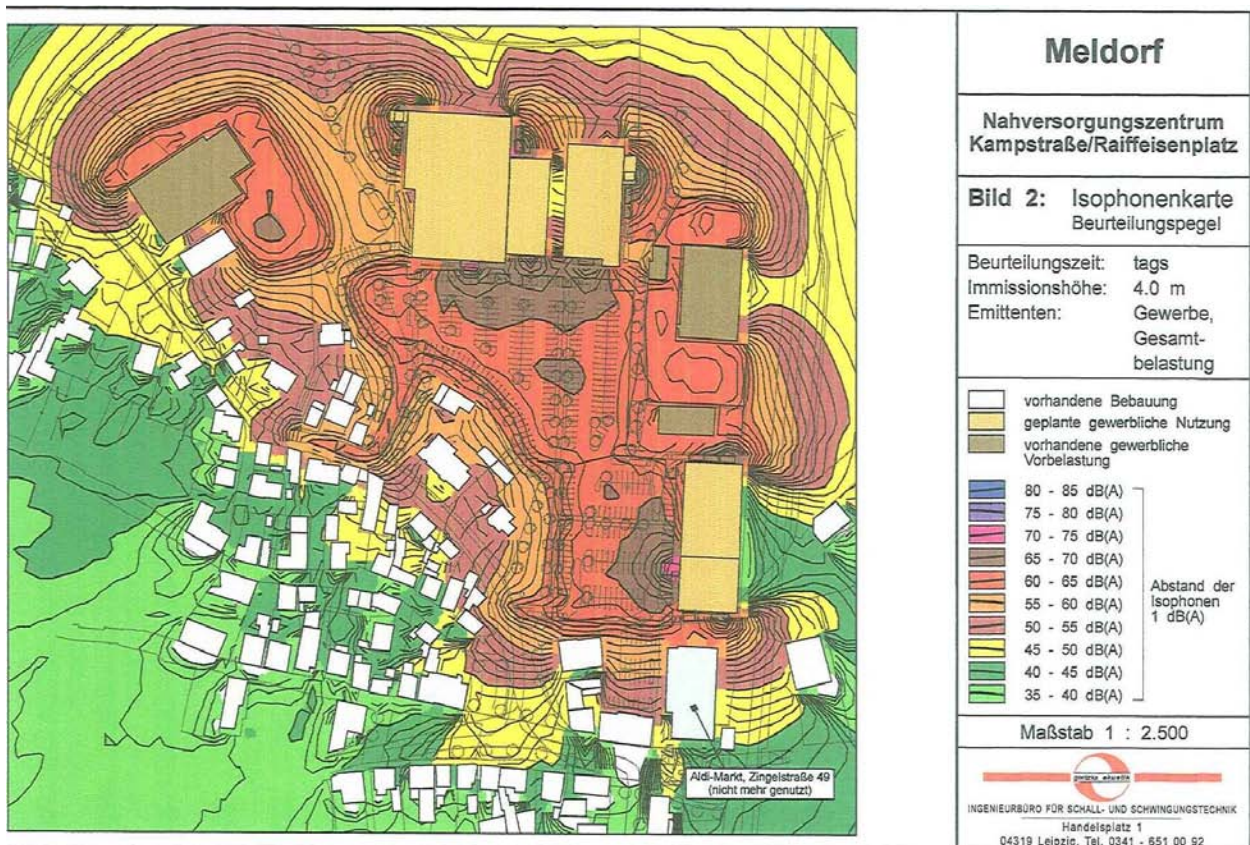 Meldorf
Nahversorgungszentrum
Kampstraße/Raiffeisenplatz
Bild 2: Isophonenkarte
Beurteilungspegel
Beurteilungszeit: tags
Immissionshöhe: 4.0 m
Emittenten: Gewerbe,
Gesamt-
belastung
vorhandene Bebauung
geplante gewerbliche Nutzung
vorhandene gewerbliche
Vorbelastung
80 - 85 dB(A)
75 - 80 dB(A)
70 - 75 dB(A)
65 - 70 dB(A)
60 - 65 dB(A)
55 - 60 dB(A)
50 - 55 dB(A)
45 - 50 dB(A)
40 - 45 dB(A)
35 - 40 dB(A)
Abstand der
Isophonen
1 dB(A)
Maßstab 1 : 2.500
INGENIEURBÜRO FÜR SCHALL- UND SCHWINGUNGSTECHNIK
Handelsplatz 1
04319 Leipzig, Tel. 0341 - 651 00 92
Aldi-Markt, Zingelstraße 49
(nicht mehr genutzt)